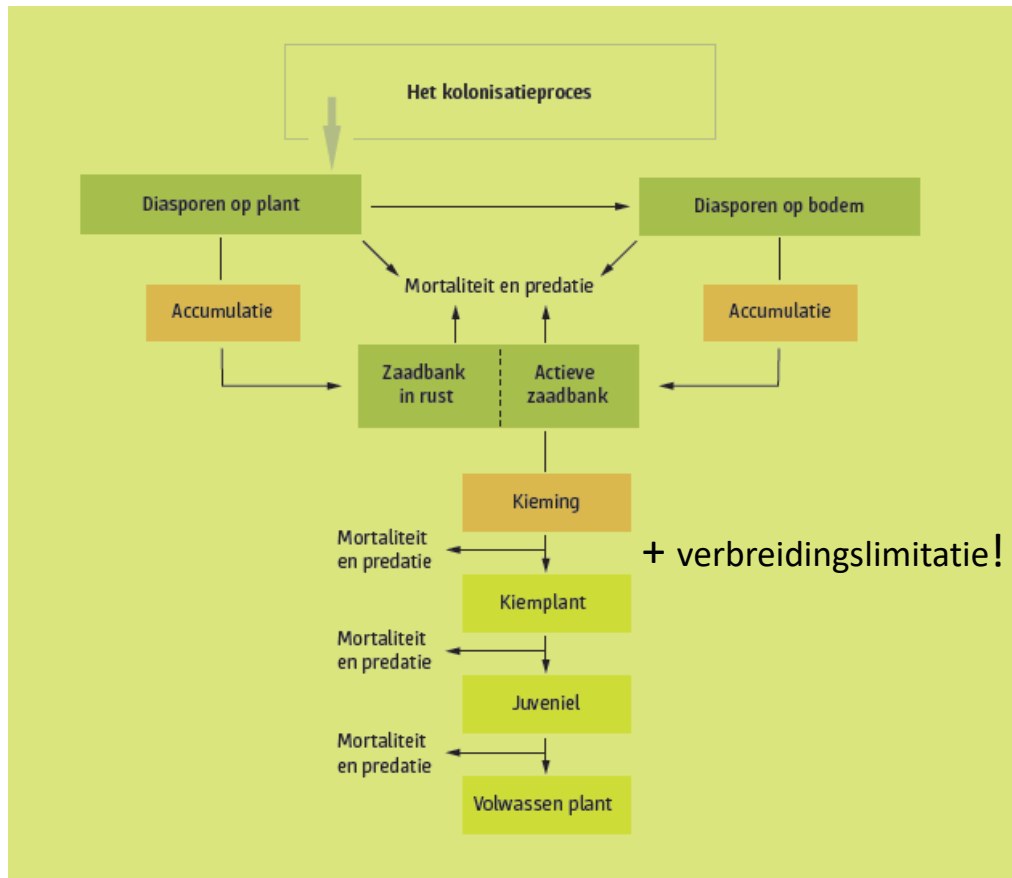 Het kolonisatieproces
Diasporen op plant
Diasporen op bodem
Mortaliteit en predatie
Accumulatie
Accumulatie
Zaadbank
in rust
Actieve
zaadbank
Kieming
Mortaliteit
en predatie
+ verbreidingslimitatie!
Kiemplant
Mortaliteit
en predatie
Juveniel
Mortaliteit
en predatie
Volwassen plant